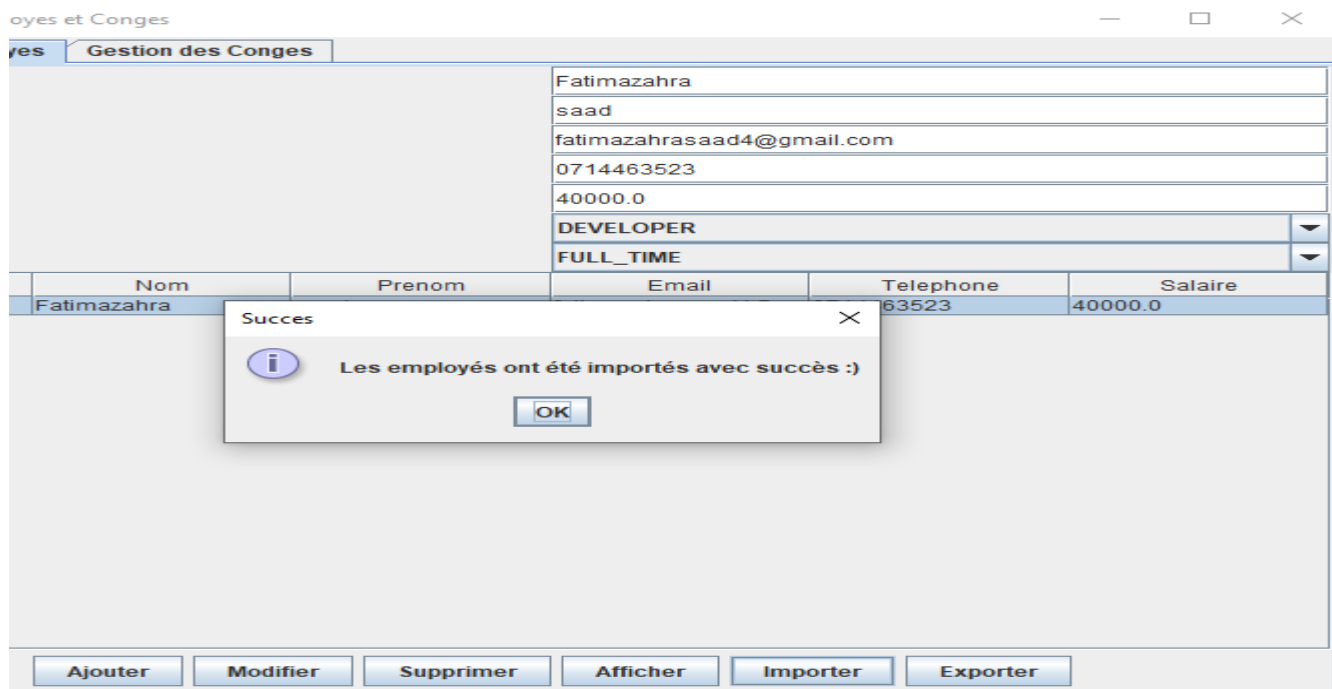 oyes et Conges
yes Gestion des Conges
Fatimazahra
saad
fatimazahrasaad4@gmail.com
0714463523
40000.0
DEVELOPER
FULL_TIME
Nom Prenom Email Telephone Salaire
Fatimazahra 63523 40000.0
Succes
Les employés ont été importés avec succès :)
OK
Ajouter Modifier Supprimer Afficher Importer Exporter